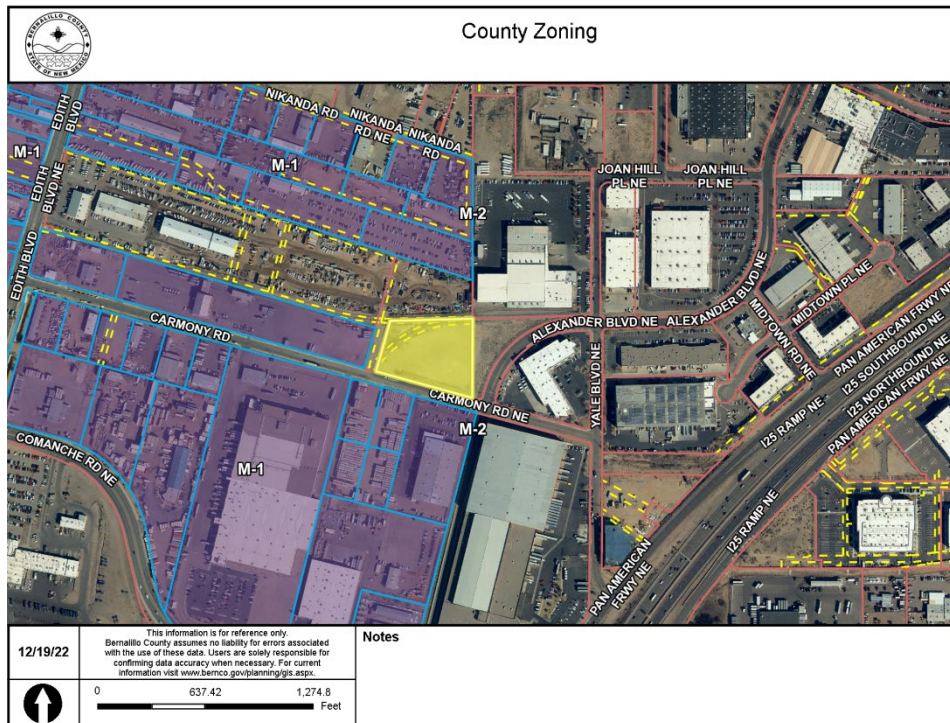 BERNALILLO COUNTY
STATE OF NEW MEXICO
County Zoning
EDITH BLVD
NIKANDA RD
NIKANDA RD NE
NIKANDA RD
M-1
M-1
EDITH BLVD NE
JOAN HILL PL NE
JOAN HILL PL NE
M-2
EDITH BLVD
MIDTOWN PL NE
ALEXANDER BLVD NE
ALEXANDER BLVD NE
MIDTOWN RD NE
CARMONY RD
PAN AMERICAN FRWY NE
I25 SOUTHBOUND NE
I25 NORTHBOUND NE
PAN AMERICAN FRWY NE
I25 RAMP NE
CARMONY RD NE
YALE BLVD NE
M-2
COMANCHE RD NE
M-1
I25 RAMP NE
PAN AMERICAN FRWY NE
12/19/22
This information is for reference only.
Bernalillo County assumes no liability for errors associated
with the use of these data. Users are solely responsible for
confirming data accuracy when necessary. For current
information visit www.bernco.gov/planning/gis.aspx.
Notes
0 637.42 1,274.8
Feet